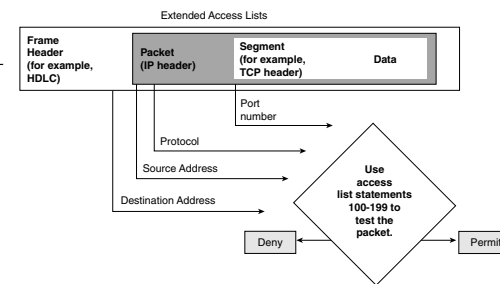 Extended Access Lists
Frame
Header
(for example,
HDLC)
Packet
(IP header)
Segment
(for example,
TCP header)
Data
Port
number
Protocol
Source Address
Destination Address
Use
access
list statements
100-199 to
test the
packet.
Deny
Permit